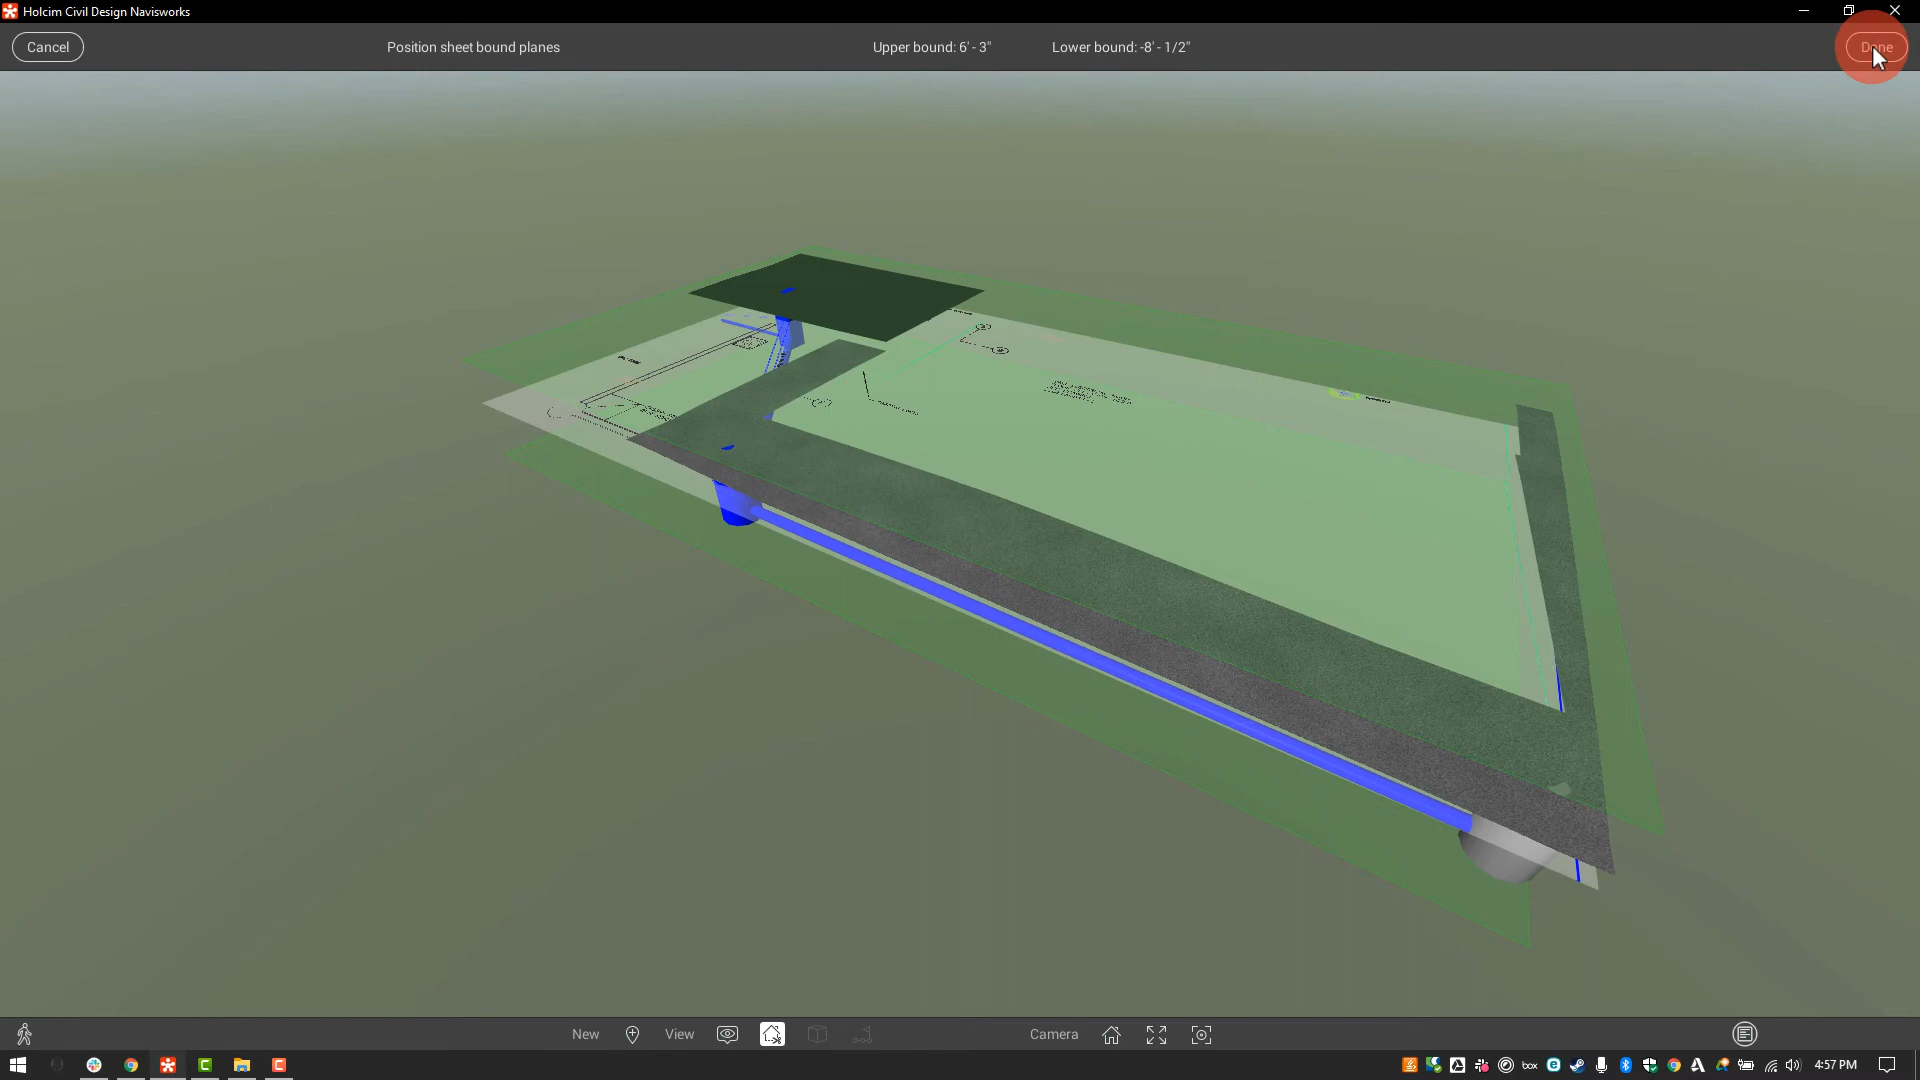 Holcim Civil Design Navisworks
Cancel
Position sheet bound planes
Upper bound: 6' - 3"
Lower bound: -8' - 1/2"
Done
New
View
Camera
box
4:57 PM